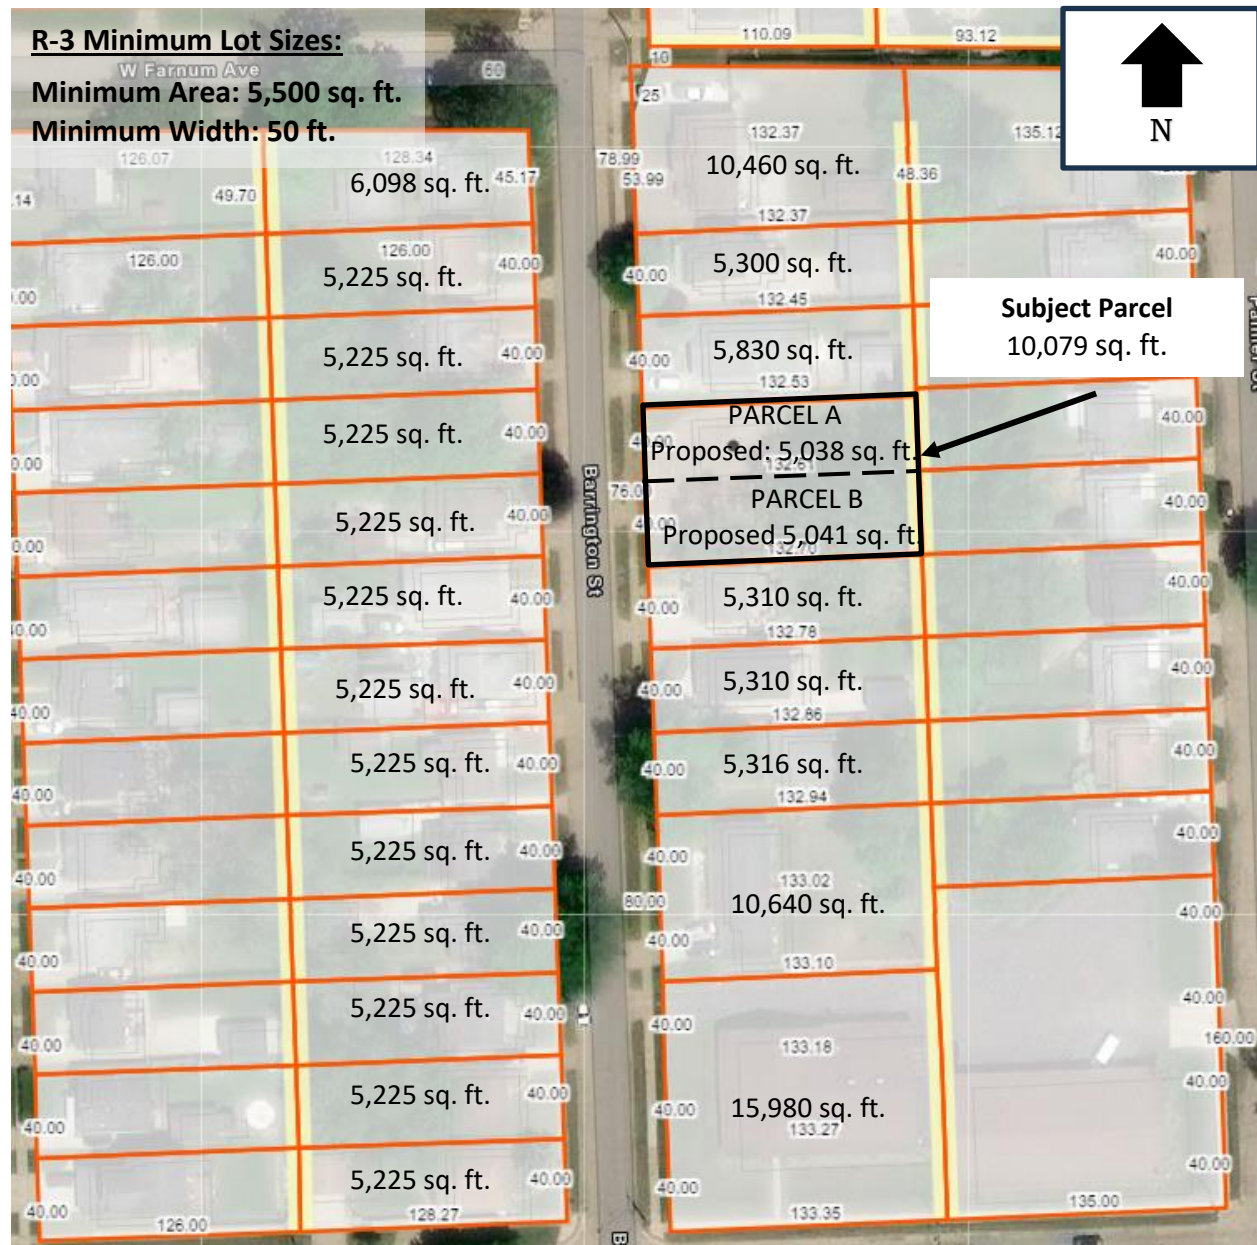 R-3 Minimum Lot Sizes:
W Farnum Ave
Minimum Area: 5,500 sq. ft.
Minimum Width: 50 ft.
60
110.09
93.12
N
10
25
126.07
128.34
6,098 sq. ft.
45.17
49.70
.14
78.99
53.99
132.37
10,460 sq. ft.
48.36
132.37
135.12
126.00
126.00
5,225 sq. ft.
40.00
40.00
5,300 sq. ft.
132.45
40.00
Subject Parcel
10,079 sq. ft.
5,225 sq. ft.
40.00
40.00
5,830 sq. ft.
132.53
PARCEL A
Proposed: 5,038 sq. ft.
132.61
5,225 sq. ft.
40.00
40.00
Barrington St
76.00
PARCEL B
Proposed 5,041 sq. ft.
132.70
5,225 sq. ft.
40.00
40.00
5,225 sq. ft.
40.00
40.00
5,310 sq. ft.
132.78
40.00
5,225 sq. ft.
40.00
40.00
5,310 sq. ft.
132.86
40.00
40.00
5,225 sq. ft.
40.00
40.00
5,316 sq. ft.
132.94
40.00
40.00
5,225 sq. ft.
40.00
40.00
133.02
10,640 sq. ft.
80.00
40.00
133.10
40.00
40.00
5,225 sq. ft.
40.00
40.00
40.00
5,225 sq. ft.
40.00
40.00
133.18
40.00
160.00
40.00
5,225 sq. ft.
40.00
40.00
15,980 sq. ft.
133.27
40.00
40.00
5,225 sq. ft.
40.00
40.00
133.35
40.00
135.00
40.00
126.00
128.27
B